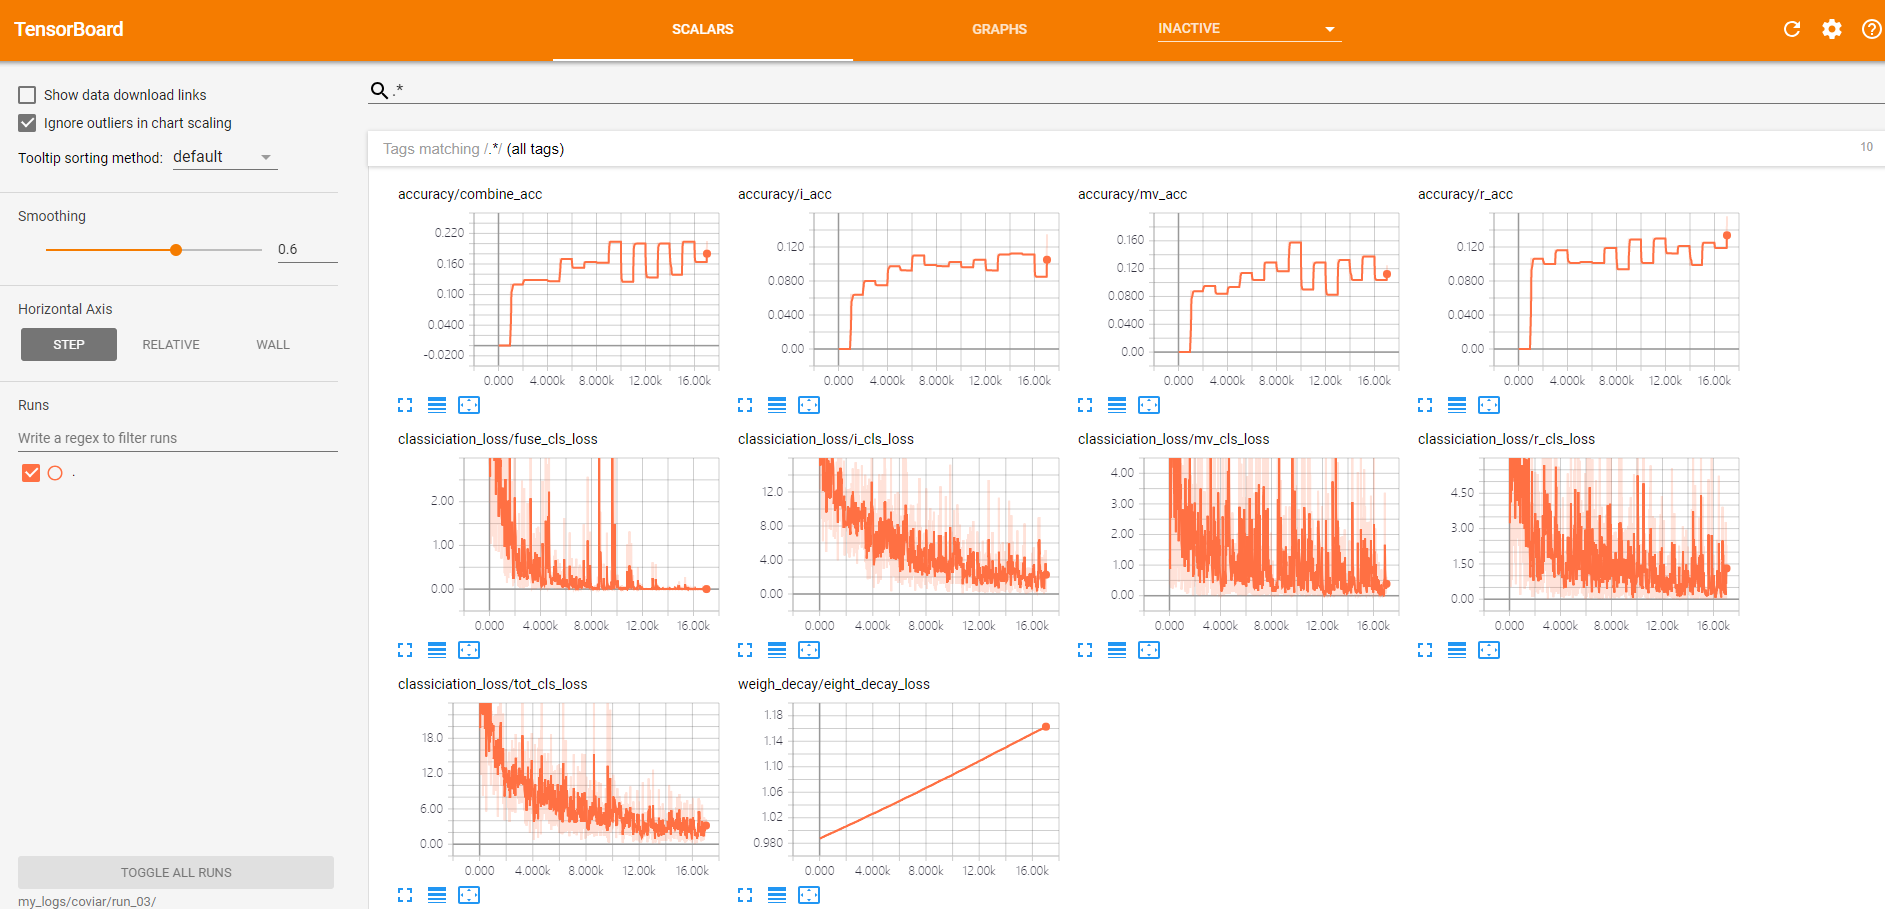 TensorBoard
SCALARS
GRAPHS
INACTIVE
Show data download links
Ignore outliers in chart scaling
Tooltip sorting method: default
Smoothing
0.6
Horizontal Axis
STEP RELATIVE WALL
Runs
Write a regex to filter runs
.
TOGGLE ALL RUNS
my_logs/coviar/run_03/
.*
Tags matching /.*/ (all tags)
10
accuracy/combine_acc
0.220
0.160
0.100
0.0400
-0.0200
0.000 4.000k 8.000k 12.00k 16.00k
accuracy/i_acc
0.120
0.0800
0.0400
0.00
0.000 4.000k 8.000k 12.00k 16.00k
accuracy/mv_acc
0.160
0.120
0.0800
0.0400
0.00
0.000 4.000k 8.000k 12.00k 16.00k
accuracy/r_acc
0.120
0.0800
0.0400
0.00
0.000 4.000k 8.000k 12.00k 16.00k
classiciation_loss/fuse_cls_loss
2.00
1.00
0.00
0.000 4.000k 8.000k 12.00k 16.00k
classiciation_loss/i_cls_loss
12.0
8.00
4.00
0.00
0.000 4.000k 8.000k 12.00k 16.00k
classiciation_loss/mv_cls_loss
4.00
3.00
2.00
1.00
0.00
0.000 4.000k 8.000k 12.00k 16.00k
classiciation_loss/r_cls_loss
4.50
3.00
1.50
0.00
0.000 4.000k 8.000k 12.00k 16.00k
classiciation_loss/tot_cls_loss
18.0
12.0
6.00
0.00
0.000 4.000k 8.000k 12.00k 16.00k
weigh_decay/eight_decay_loss
1.18
1.14
1.10
1.06
1.02
0.980
0.000 4.000k 8.000k 12.00k 16.00k